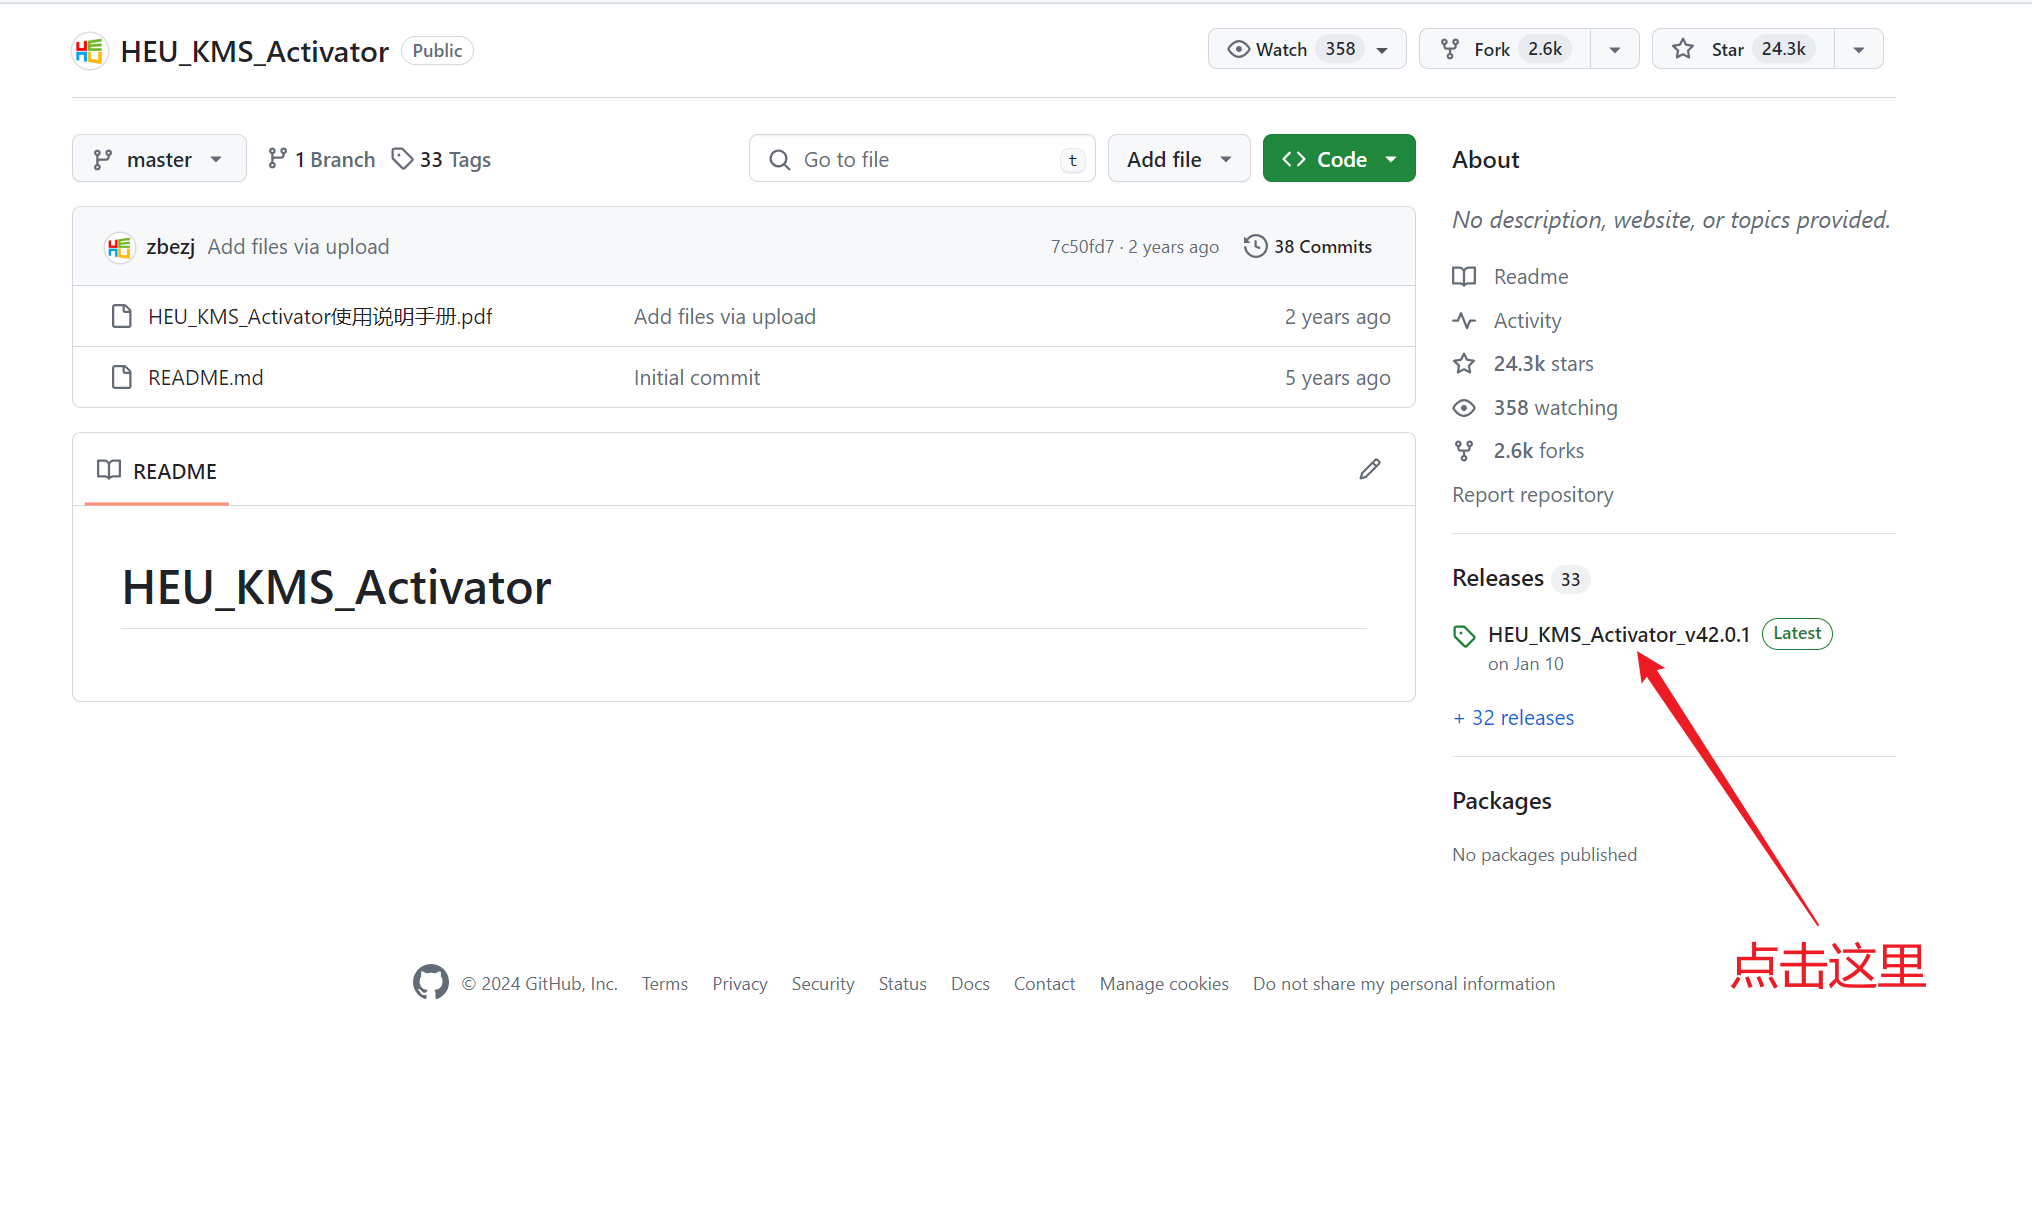 HEU_KMS_Activator Public
Watch 358 Fork 2.6k Star 24.3k
master 1 Branch 33 Tags Go to file t Add file Code
zbezj Add files via upload 7c50fd7 · 2 years ago 38 Commits
HEU_KMS_Activator使用说明手册.pdf Add files via upload 2 years ago
README.md Initial commit 5 years ago
README
HEU_KMS_Activator
About
No description, website, or topics provided.
Readme
Activity
24.3k stars
358 watching
2.6k forks
Report repository
Releases 33
HEU_KMS_Activator_v42.0.1 Latest
on Jan 10
+ 32 releases
Packages
No packages published
点击这里
© 2024 GitHub, Inc. Terms Privacy Security Status Docs Contact Manage cookies Do not share my personal information